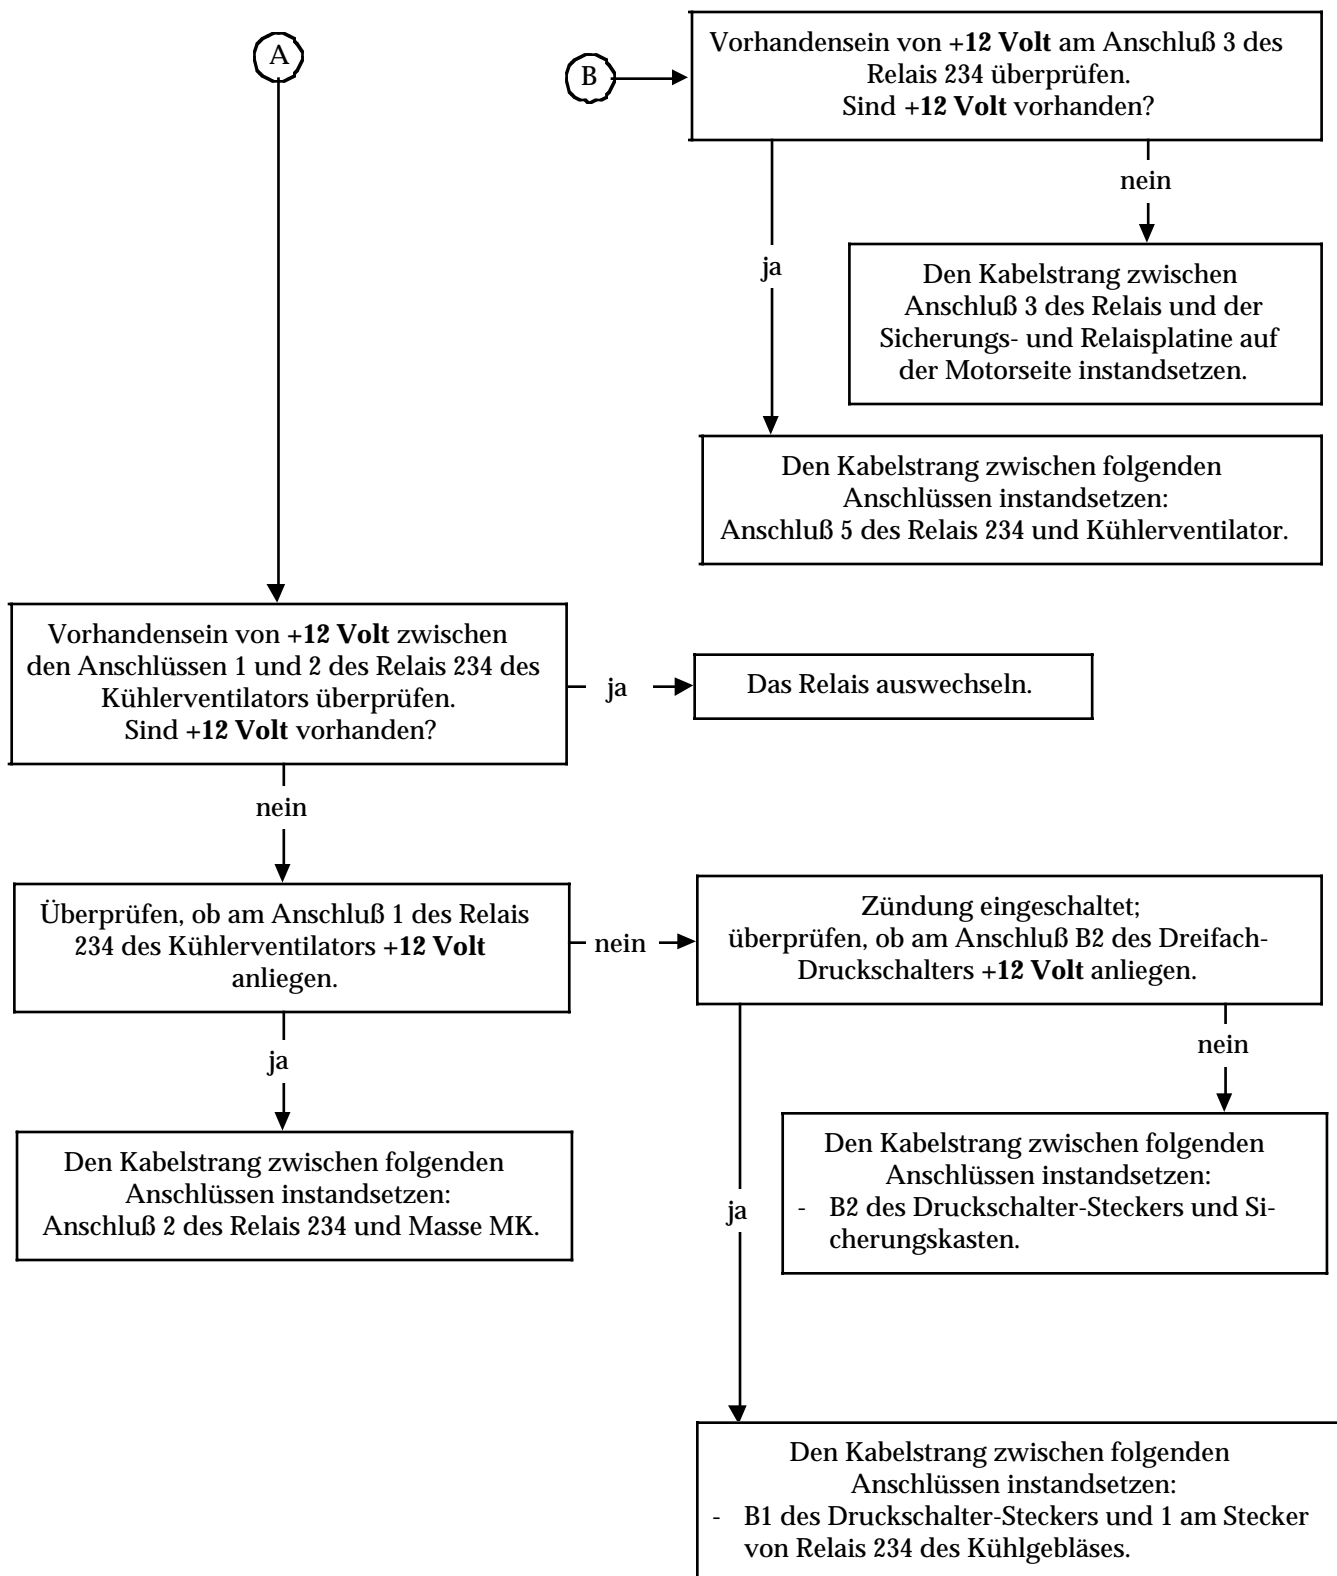 A
B
Vorhandensein von +12 Volt am Anschluß 3 des
Relais 234 überprüfen.
Sind +12 Volt vorhanden?
nein
ja
Den Kabelstrang zwischen
Anschluß 3 des Relais und der
Sicherungs- und Relaisplatine auf
der Motorseite instandsetzen.
Den Kabelstrang zwischen folgenden
Anschlüssen instandsetzen:
Anschluß 5 des Relais 234 und Kühlerventilator.
Vorhandensein von +12 Volt zwischen
den Anschlüssen 1 und 2 des Relais 234 des
Kühlerventilators überprüfen.
Sind +12 Volt vorhanden?
ja
Das Relais auswechseln.
nein
Überprüfen, ob am Anschluß 1 des Relais
234 des Kühlerventilators +12 Volt
anliegen.
nein
Zündung eingeschaltet;
überprüfen, ob am Anschluß B2 des Dreifach-
Druckschalters +12 Volt anliegen.
ja
nein
Den Kabelstrang zwischen folgenden
Anschlüssen instandsetzen:
Anschluß 2 des Relais 234 und Masse MK.
Den Kabelstrang zwischen folgenden
Anschlüssen instandsetzen:
- B2 des Druckschalter-Steckers und Si-
cherungskasten.
ja
Den Kabelstrang zwischen folgenden
Anschlüssen instandsetzen:
- B1 des Druckschalter-Steckers und 1 am Stecker
von Relais 234 des Kühlgebläses.